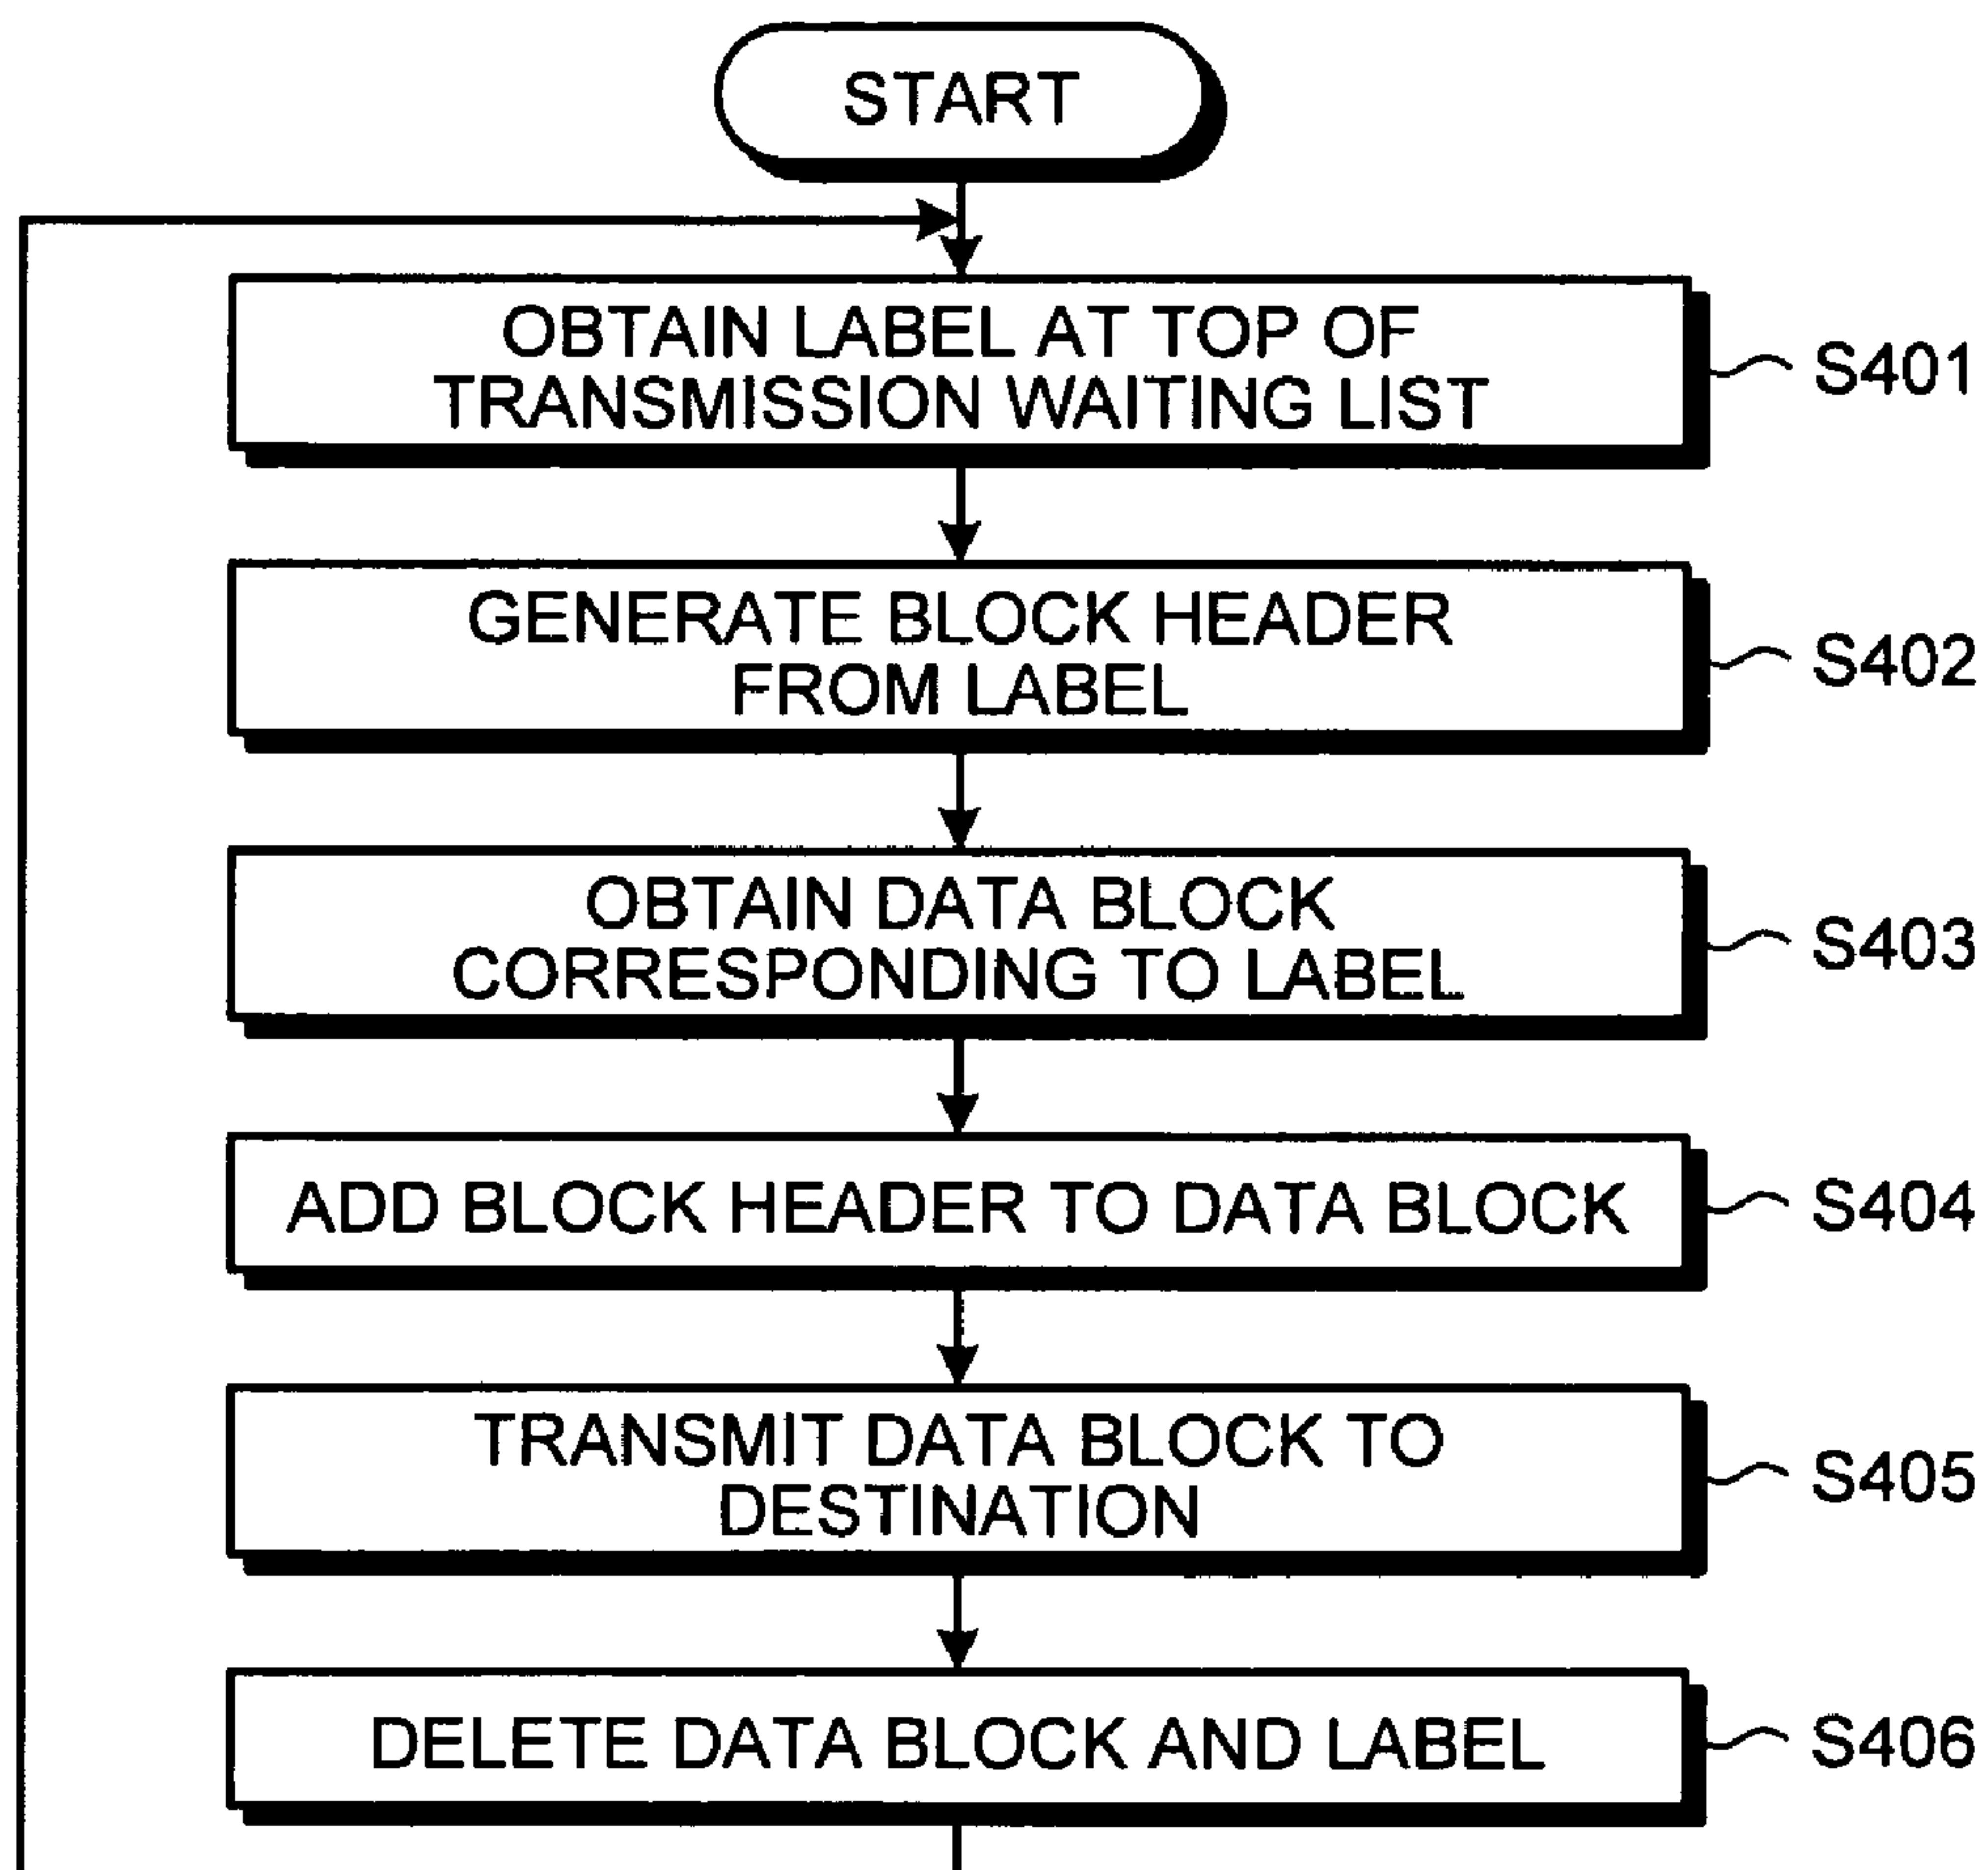 START
OBTAIN LABEL AT TOP OF
TRANSMISSION WAITING LIST
S401
GENERATE BLOCK HEADER
FROM LABEL
S402
OBTAIN DATA BLOCK
CORRESPONDING TO LABEL
S403
ADD BLOCK HEADER TO DATA BLOCK
S404
TRANSMIT DATA BLOCK TO
DESTINATION
S405
DELETE DATA BLOCK AND LABEL
S406